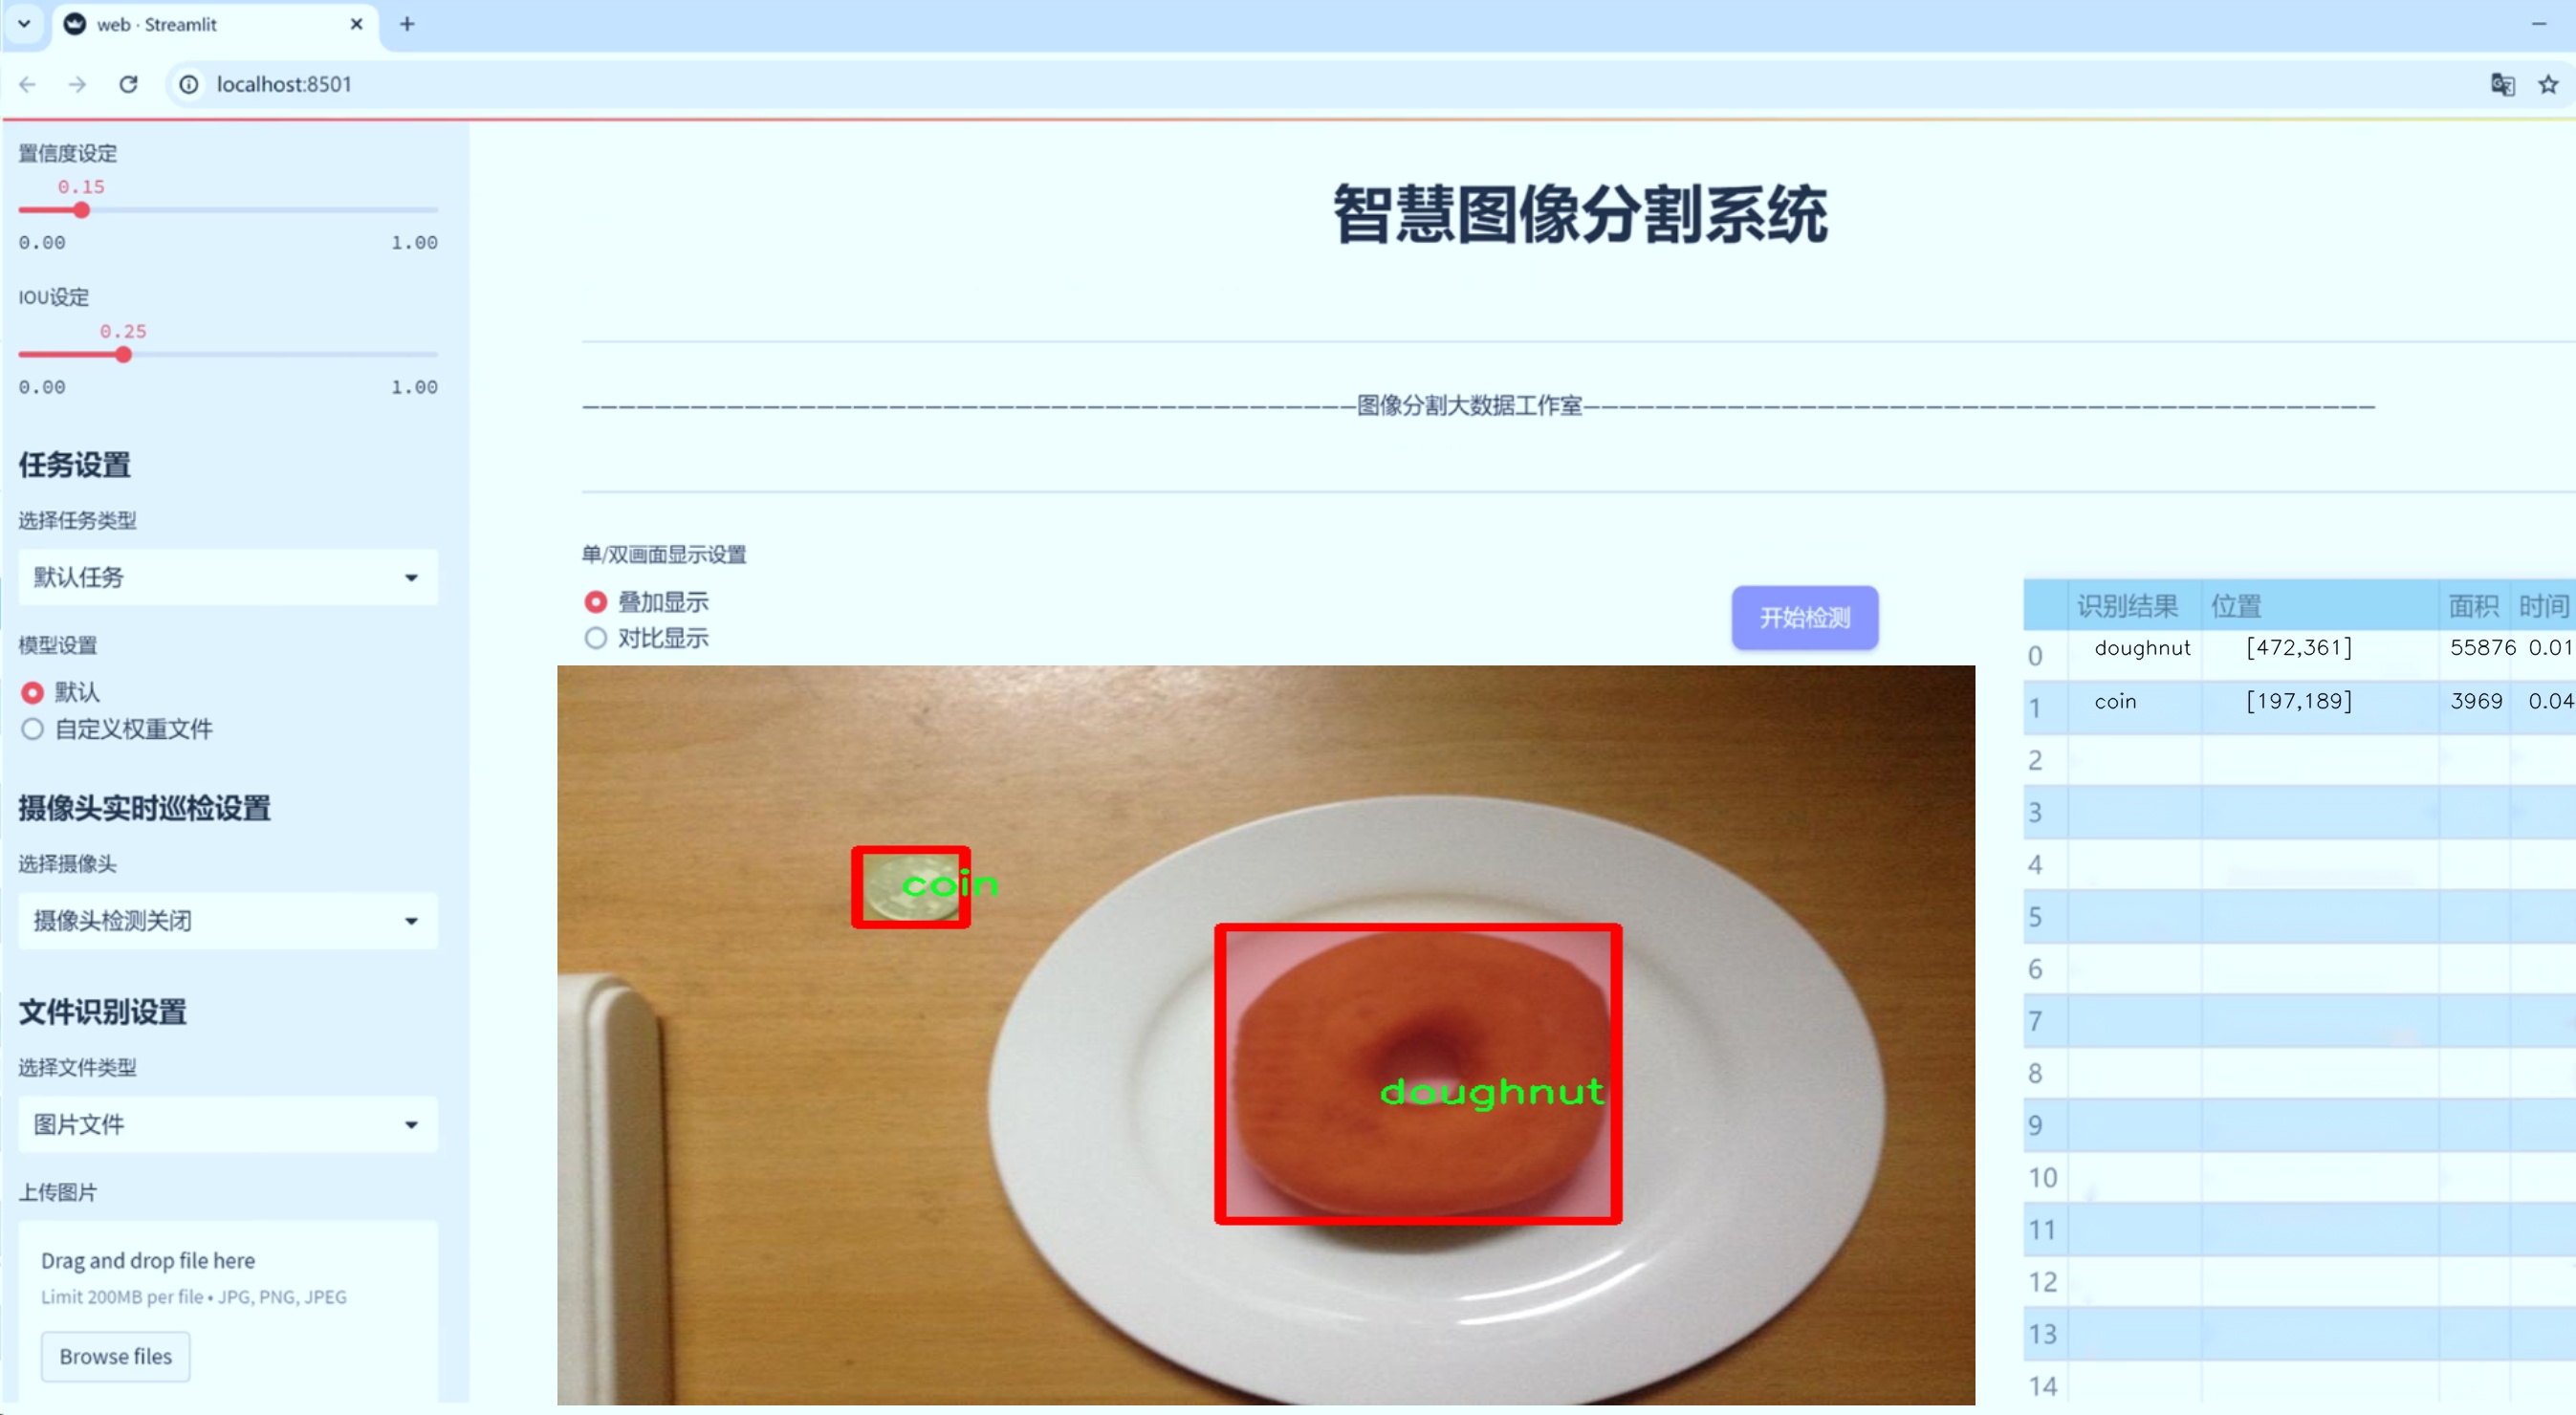 web · Streamlit
localhost:8501
置信度设定
0.15
0.00 1.00
IOU设定
0.25
0.00 1.00
任务设置
选择任务类型
默认任务
模型设置
默认
自定义权重文件
摄像头实时巡检设置
选择摄像头
摄像头检测关闭
文件识别设置
选择文件类型
图片文件
上传图片
Drag and drop file here
Limit 200MB per file • JPG, PNG, JPEG
Browse files
智慧图像分割系统
图像分割大数据工作室
单/双画面显示设置
叠加显示
对比显示
开始检测
coin
doughnut
识别结果 位置 面积 时间
0 doughnut [472,361] 55876 0.01
1 coin [197,189] 3969 0.04
2
3
4
5
6
7
8
9
10
11
12
13
14